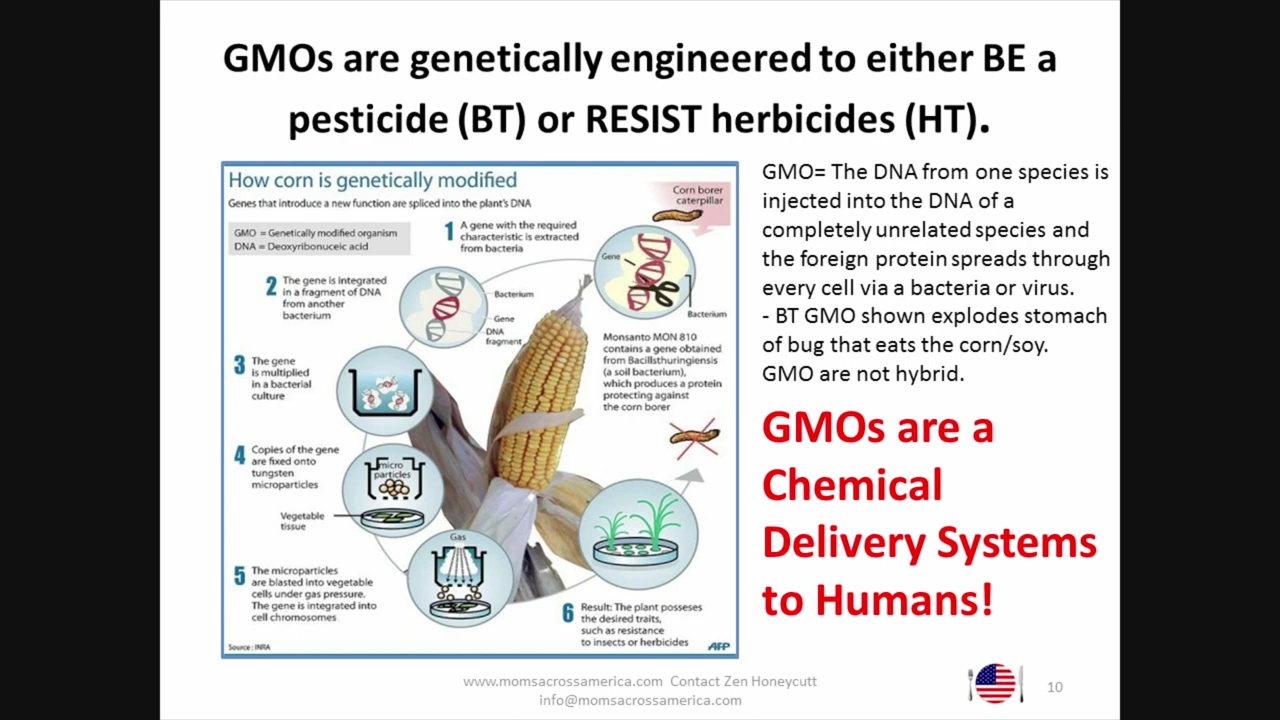 GMOs are genetically engineered to either BE a
pesticide (BT) or RESIST herbicides (HT).
How corn is genetically modified
Genes that introduce a new function are spliced into the plant's DNA
GMO = Genetically modified organism
DNA = Deoxyribonuceic acid
1 A gene with the required
characteristic is extracted
from bacteria
Corn borer
caterpillar
Gene
Bacterium
2 The gene is integrated
in a fragment of DNA
from another
bacterium
Bacterium
Gene
DNA
fragment
Monsanto MON 810
contains a gene obtained
from Bacillsthuringiensis
(a soil bacterium),
which produces a protein
protecting against
the corn borer
3 The gene
is multiplied
in a bacterial
culture
4 Copies of the gene
are fixed onto
tungsten
microparticles
micro
particles
Vegetable
tissue
Gas
5 The microparticles
are blasted into vegetable
cells under gas pressure.
The gene is integrated into
cell chromosomes
6 Result: The plant posseses
the desired traits,
such as resistance
to insects or herbicides
Source : INRA
AFP
GMO= The DNA from one species is
injected into the DNA of a
completely unrelated species and
the foreign protein spreads through
every cell via a bacteria or virus.
- BT GMO shown explodes stomach
of bug that eats the corn/soy.
GMO are not hybrid.
GMOs are a
Chemical
Delivery Systems
to Humans!
www.momsacrossamerica.com Contact Zen Honeycutt
info@momsacrossamerica.com
10